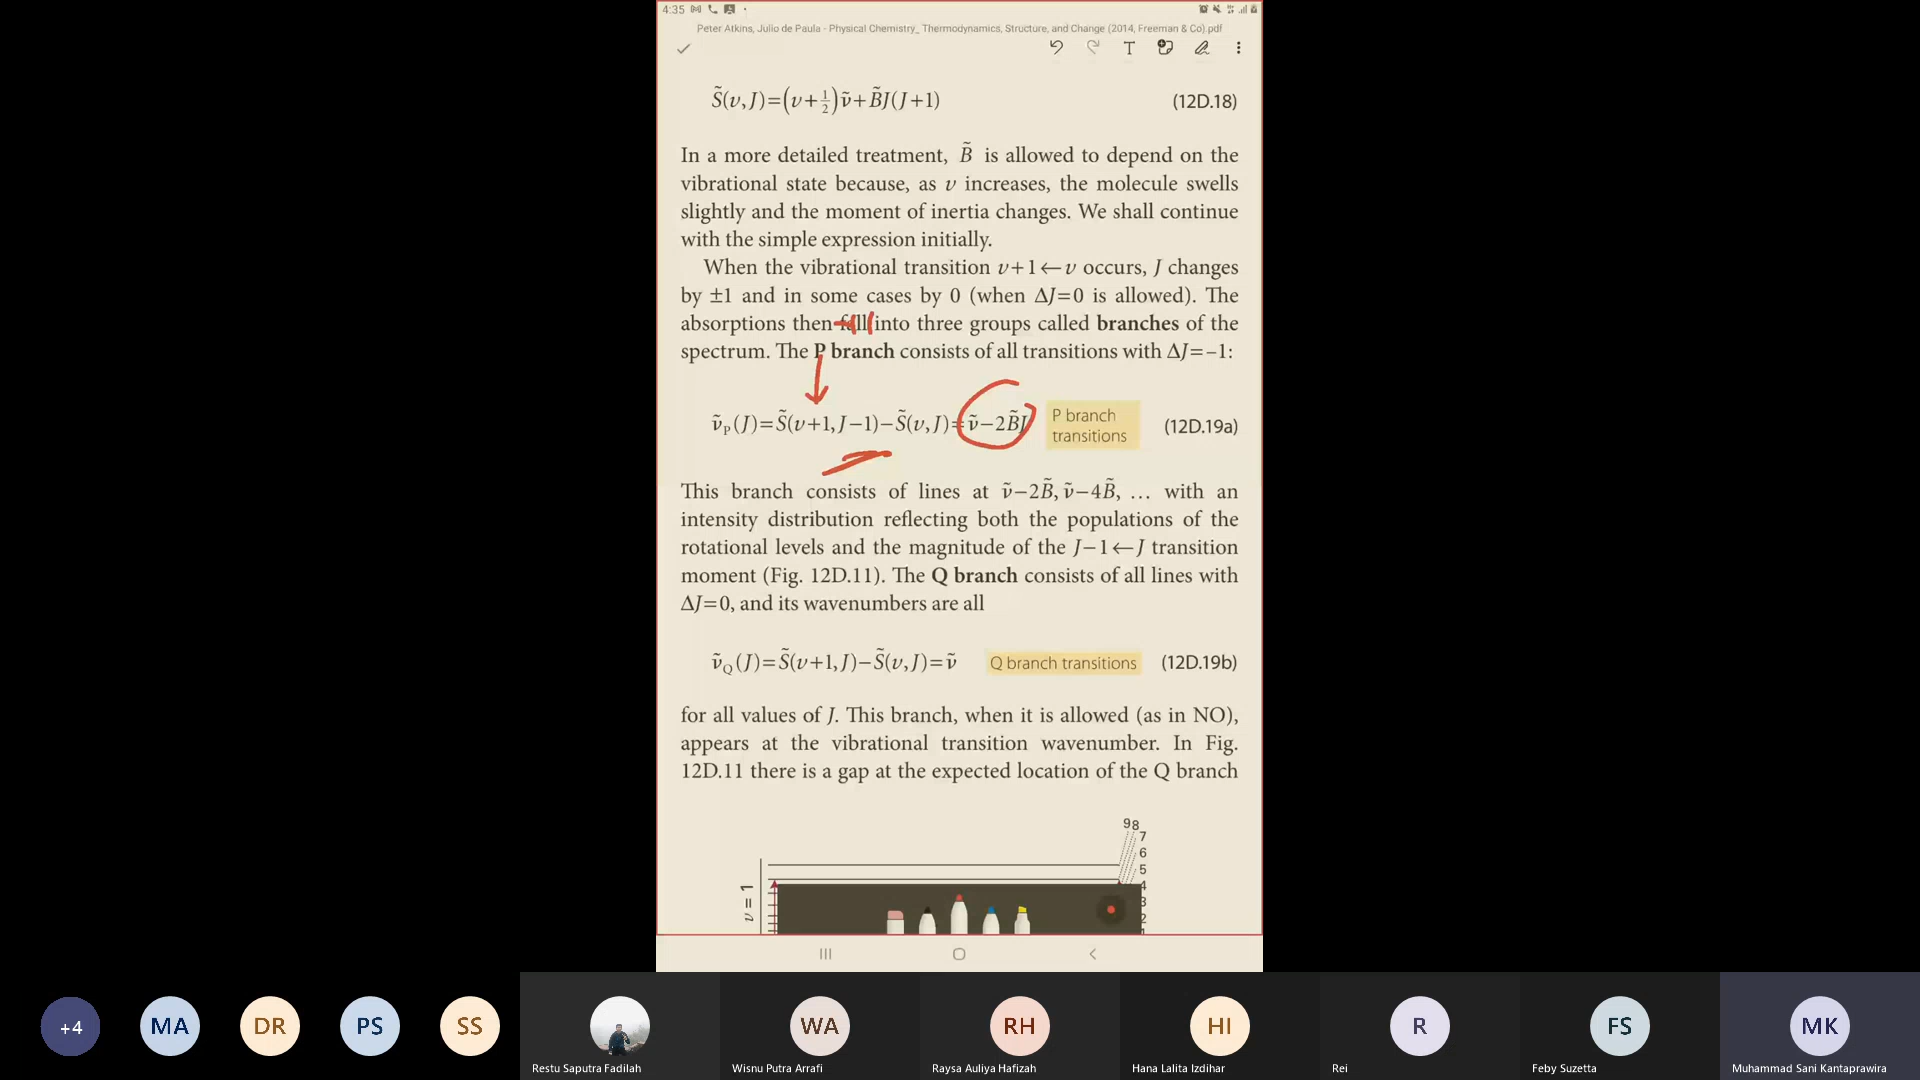 4:35
Peter Atkins, Julio de Paula - Physical Chemistry_ Thermodynamics, Structure, and Change (2014, Freeman & Co).pdf
S̃(υ,J)=(υ+½)ν̃+B̃J(J+1) (12D.18)
In a more detailed treatment, B̃ is allowed to depend on the
vibrational state because, as υ increases, the molecule swells
slightly and the moment of inertia changes. We shall continue
with the simple expression initially.
When the vibrational transition υ+1←υ occurs, J changes
by ±1 and in some cases by 0 (when ΔJ=0 is allowed). The
absorptions then fall into three groups called branches of the
spectrum. The P branch consists of all transitions with ΔJ=–1:
ν̃P(J)=S̃(υ+1,J−1)−S̃(υ,J)=ν̃−2B̃J P branch transitions (12D.19a)
This branch consists of lines at ν̃−2B̃,ν̃−4B̃, … with an
intensity distribution reflecting both the populations of the
rotational levels and the magnitude of the J−1←J transition
moment (Fig. 12D.11). The Q branch consists of all lines with
ΔJ=0, and its wavenumbers are all
ν̃Q(J)=S̃(υ+1,J)−S̃(υ,J)=ν̃ Q branch transitions (12D.19b)
for all values of J. This branch, when it is allowed (as in NO),
appears at the vibrational transition wavenumber. In Fig.
12D.11 there is a gap at the expected location of the Q branch
9 8
7
6
5
4
3
2
υ = 1
+4
MA
DR
PS
SS
WA
RH
HI
R
FS
MK
Restu Saputra Fadilah
Wisnu Putra Arrafi
Raysa Auliya Hafizah
Hana Lalita Izdihar
Rei
Feby Suzetta
Muhammad Sani Kantaprawira